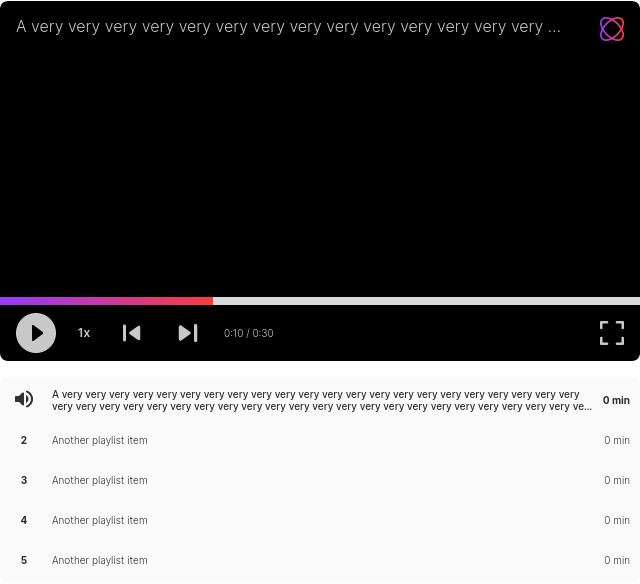 A very very very very very very very very very very very very very very ...
1x
0:10 / 0:30
A very very very very very very very very very very very very very very very very very very very very very very
very very very very very very very very very very very very very very very very very very very very very very ve...
0 min
2 Another playlist item 0 min
3 Another playlist item 0 min
4 Another playlist item 0 min
5 Another playlist item 0 min